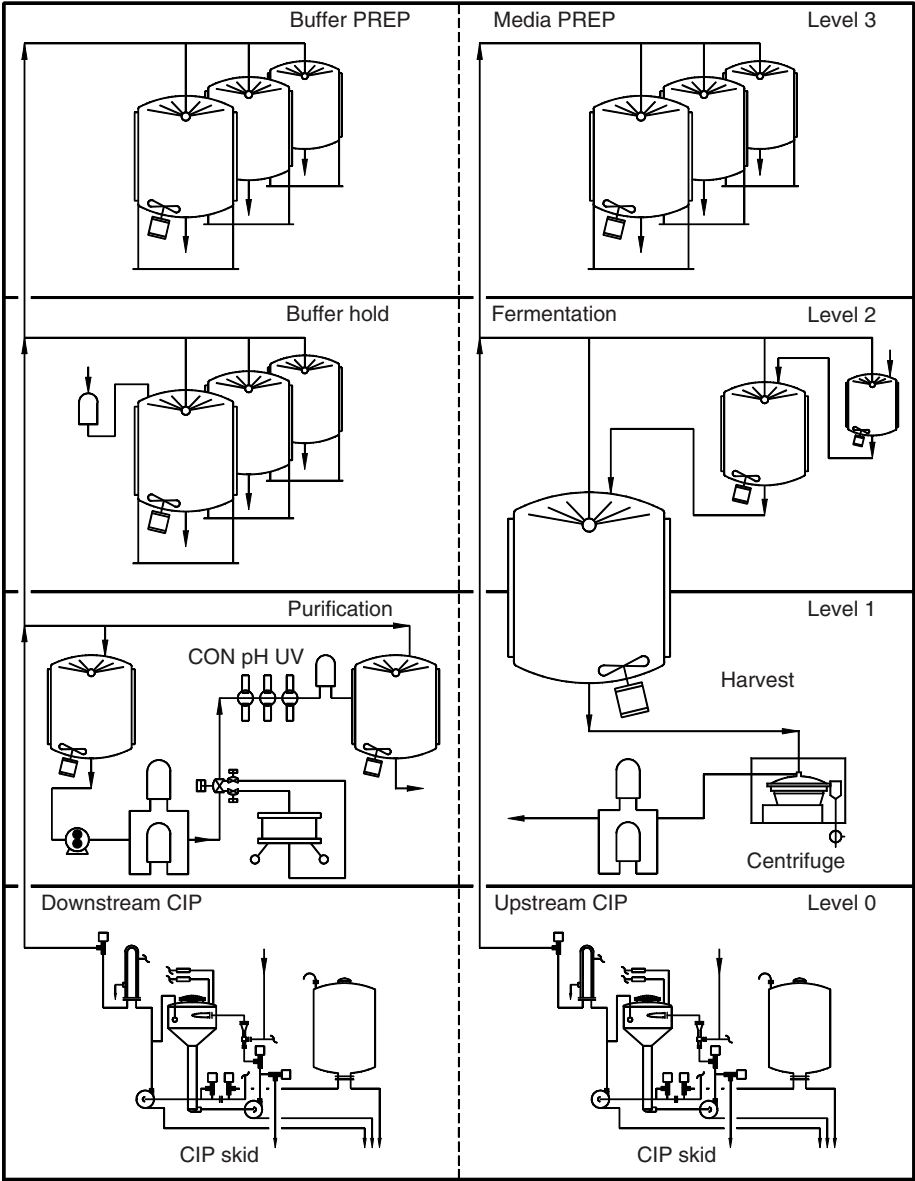 Buffer PREP
Media PREP
Level 3
Buffer hold
Fermentation
Level 2
Purification
Level 1
CON pH UV
Harvest
Centrifuge
Downstream CIP
Upstream CIP
Level 0
CIP skid
CIP skid